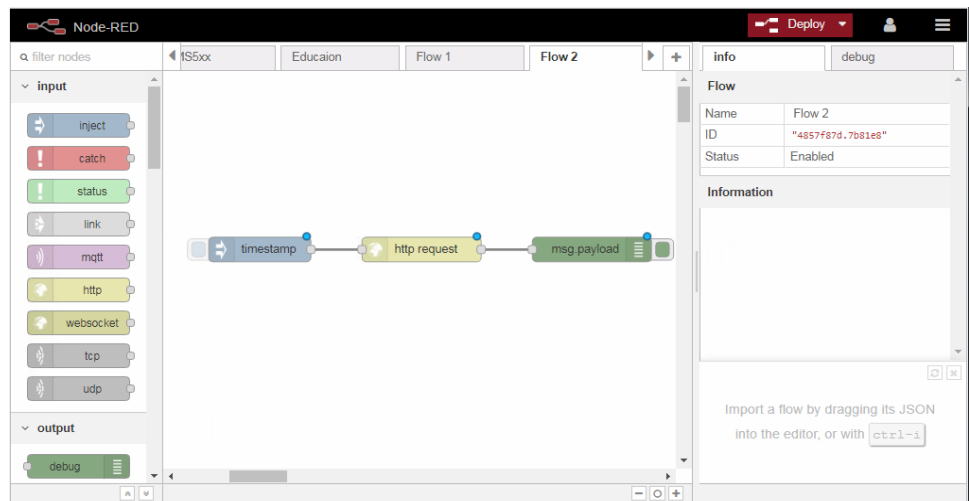 Node-RED
Deploy
filter nodes
MS5xx
Educaion
Flow 1
Flow 2
info
debug
input
inject
catch
status
link
mqtt
http
websocket
tcp
udp
output
debug
timestamp
http request
msg.payload
Flow
Name Flow 2
ID "4857f87d.7b81e8"
Status Enabled
Information
Import a flow by dragging its JSON
into the editor, or with ctrl-i